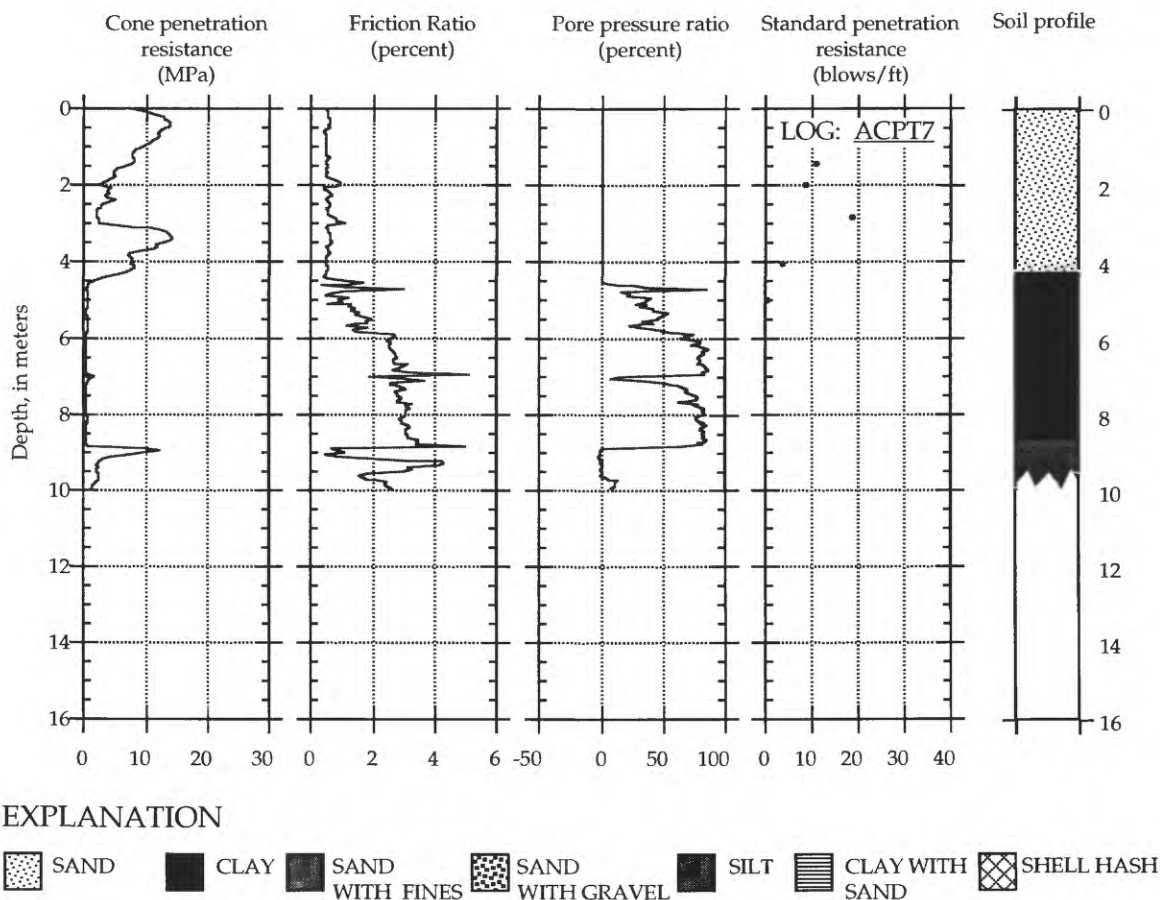 Cone penetration
resistance
(MPa)
Friction Ratio
(percent)
Pore pressure ratio
(percent)
Standard penetration
resistance
(blows/ft)
Soil profile
LOG: ACPT7
Depth, in meters
0
2
4
6
8
10
12
14
16
0 10 20 30
0 2 4 6
-50 0 50 100
0 10 20 30 40
0
2
4
6
8
10
12
14
16
EXPLANATION
SAND
CLAY
SAND
WITH FINES
SAND
WITH GRAVEL
SILT
CLAY WITH
SAND
SHELL HASH